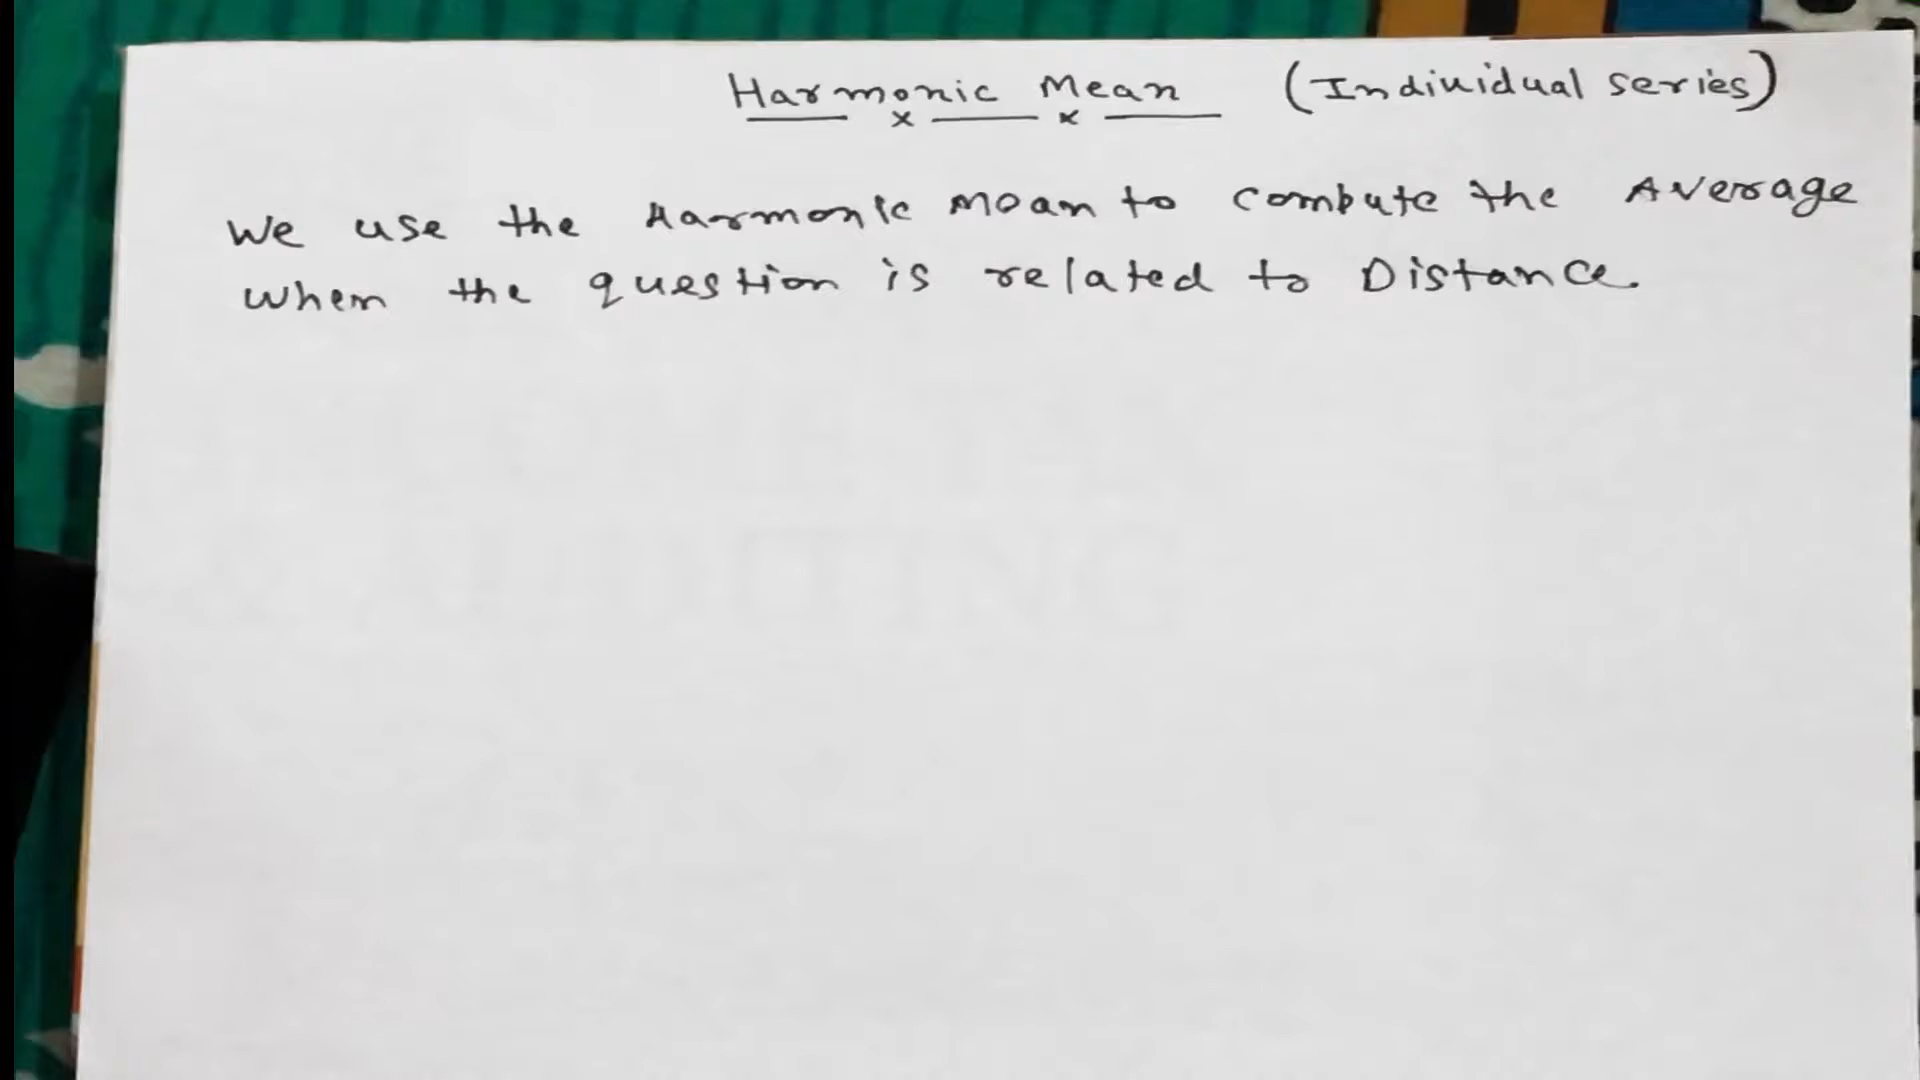 Harmonic Mean (Individual series)
We use the Harmonic Mean to compute the Average
when the question is related to Distance.